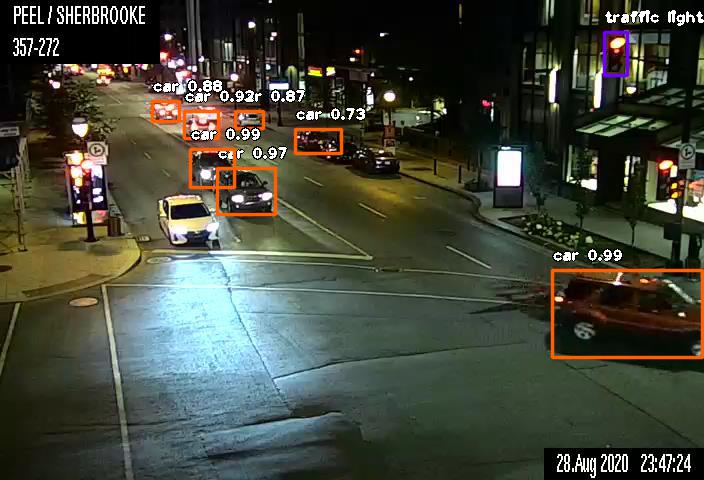 PEEL / SHERBROOKE
357-272
traffic light
car 0.88
car 0.92
0.87
car 0.73
car 0.99
car 0.97
car 0.99
28.Aug 2020 23:47:24